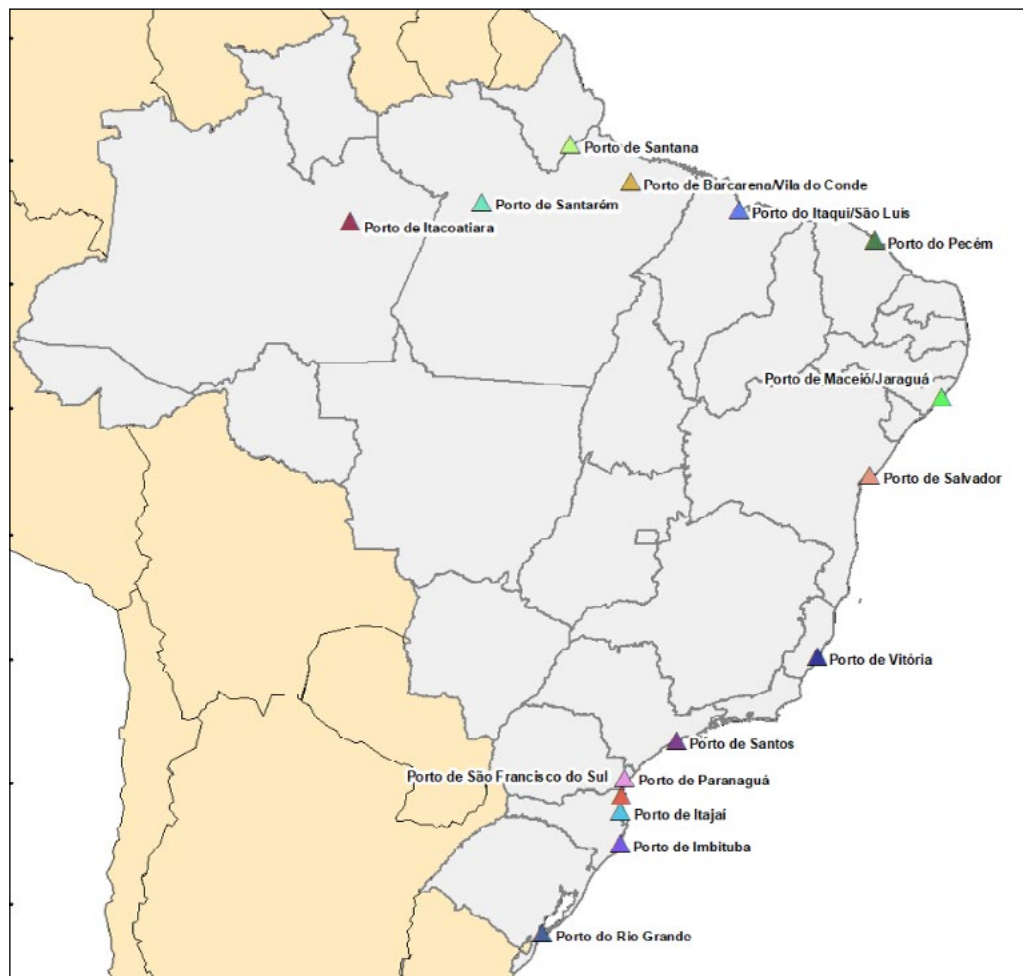 Porto de Santana
Porto de Barcarena/Vila do Conde
Porto de Santarém
Porto do Itaqui/São Luis
Porto de Itacoatiara
Porto do Pecém
Porto de Maceió/Jaraguá
Porto de Salvador
Porto de Vitória
Porto de Santos
Porto de São Francisco do Sul
Porto de Paranaguá
Porto de Itajaí
Porto de Imbituba
Porto do Rio Grande